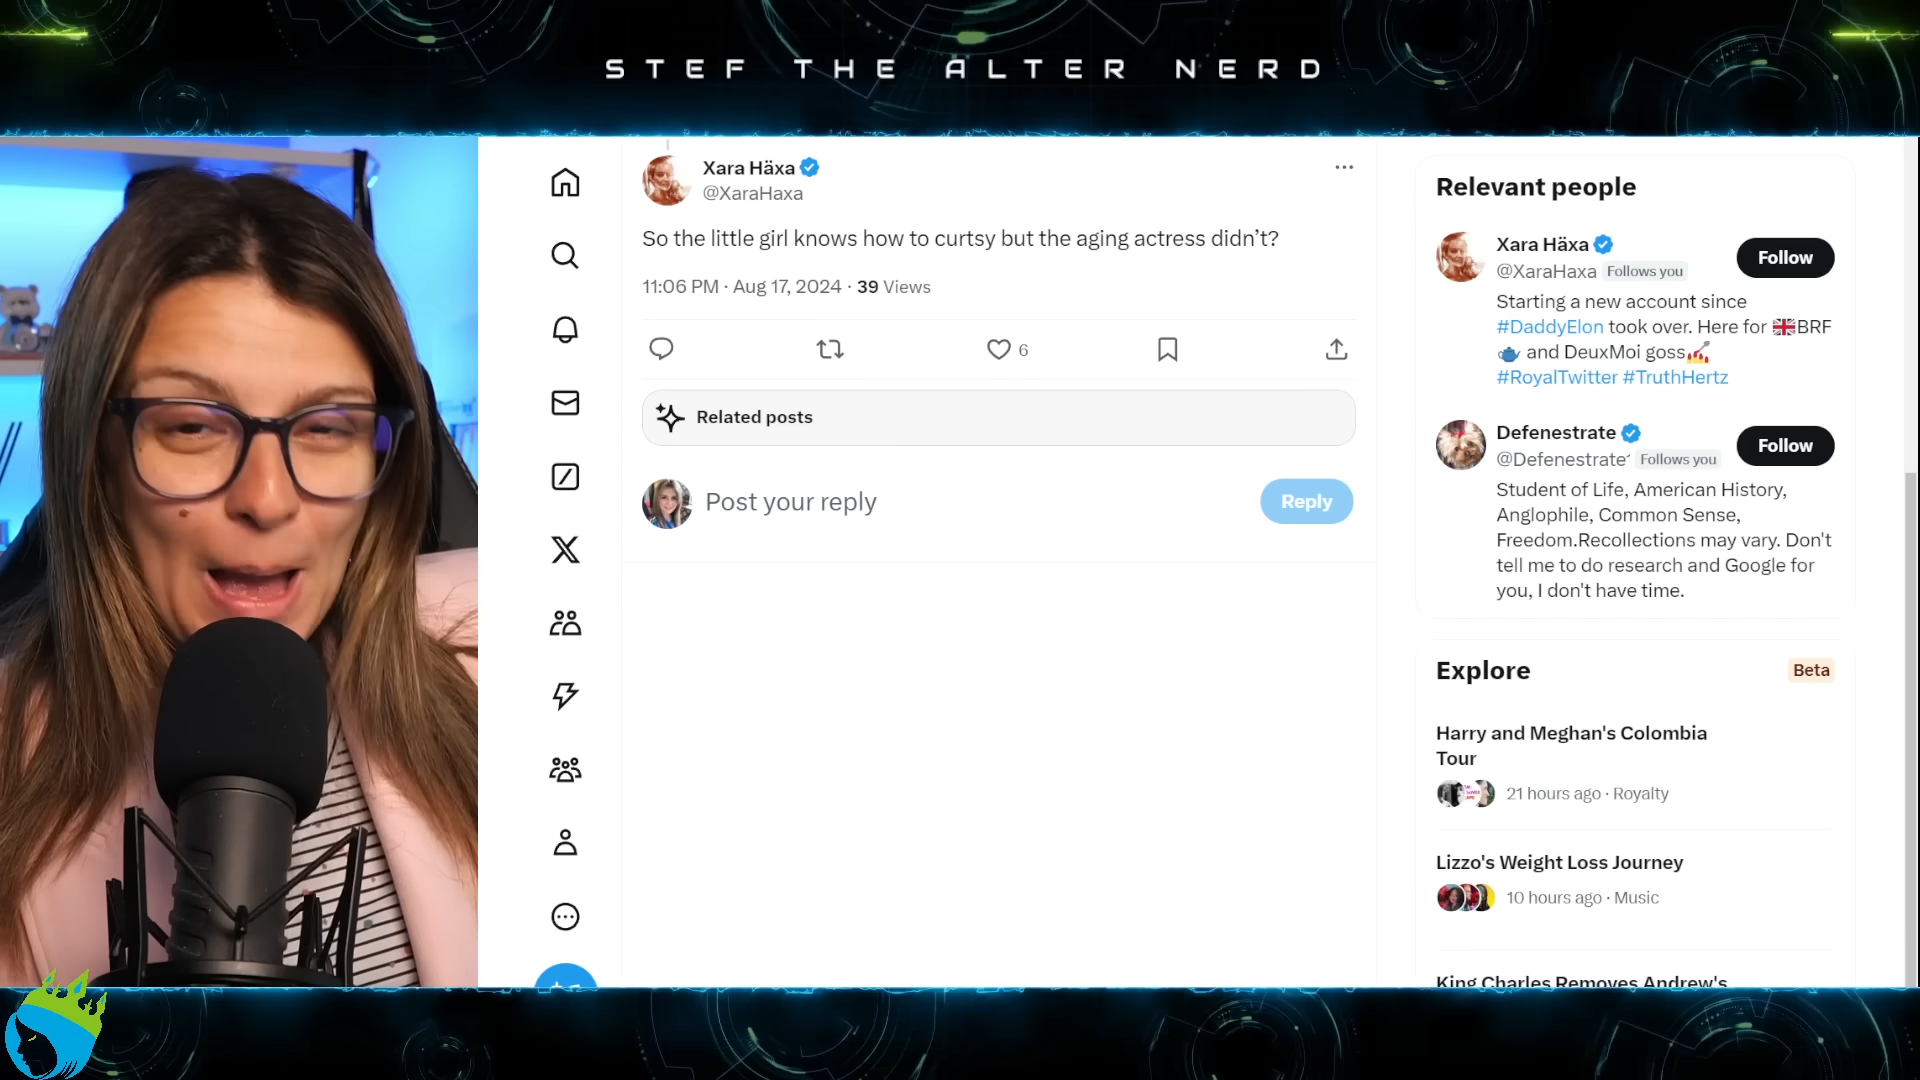 STEF THE ALTER NERD
Xara Häxa
@XaraHaxa
So the little girl knows how to curtsy but the aging actress didn’t?
11:06 PM · Aug 17, 2024 · 39 Views
6
Related posts
Post your reply
Reply
Relevant people
Xara Häxa
@XaraHaxa Follows you
Follow
Starting a new account since
#DaddyElon took over. Here for 🇬🇧BRF
🫖 and DeuxMoi goss💅
#RoyalTwitter #TruthHertz
Defenestrate
@Defenestrate Follows you
Follow
Student of Life, American History,
Anglophile, Common Sense,
Freedom.Recollections may vary. Don't
tell me to do research and Google for
you, I don't have time.
Explore
Beta
Harry and Meghan's Colombia
Tour
21 hours ago · Royalty
Lizzo's Weight Loss Journey
10 hours ago · Music
King Charles Removes Andrew's